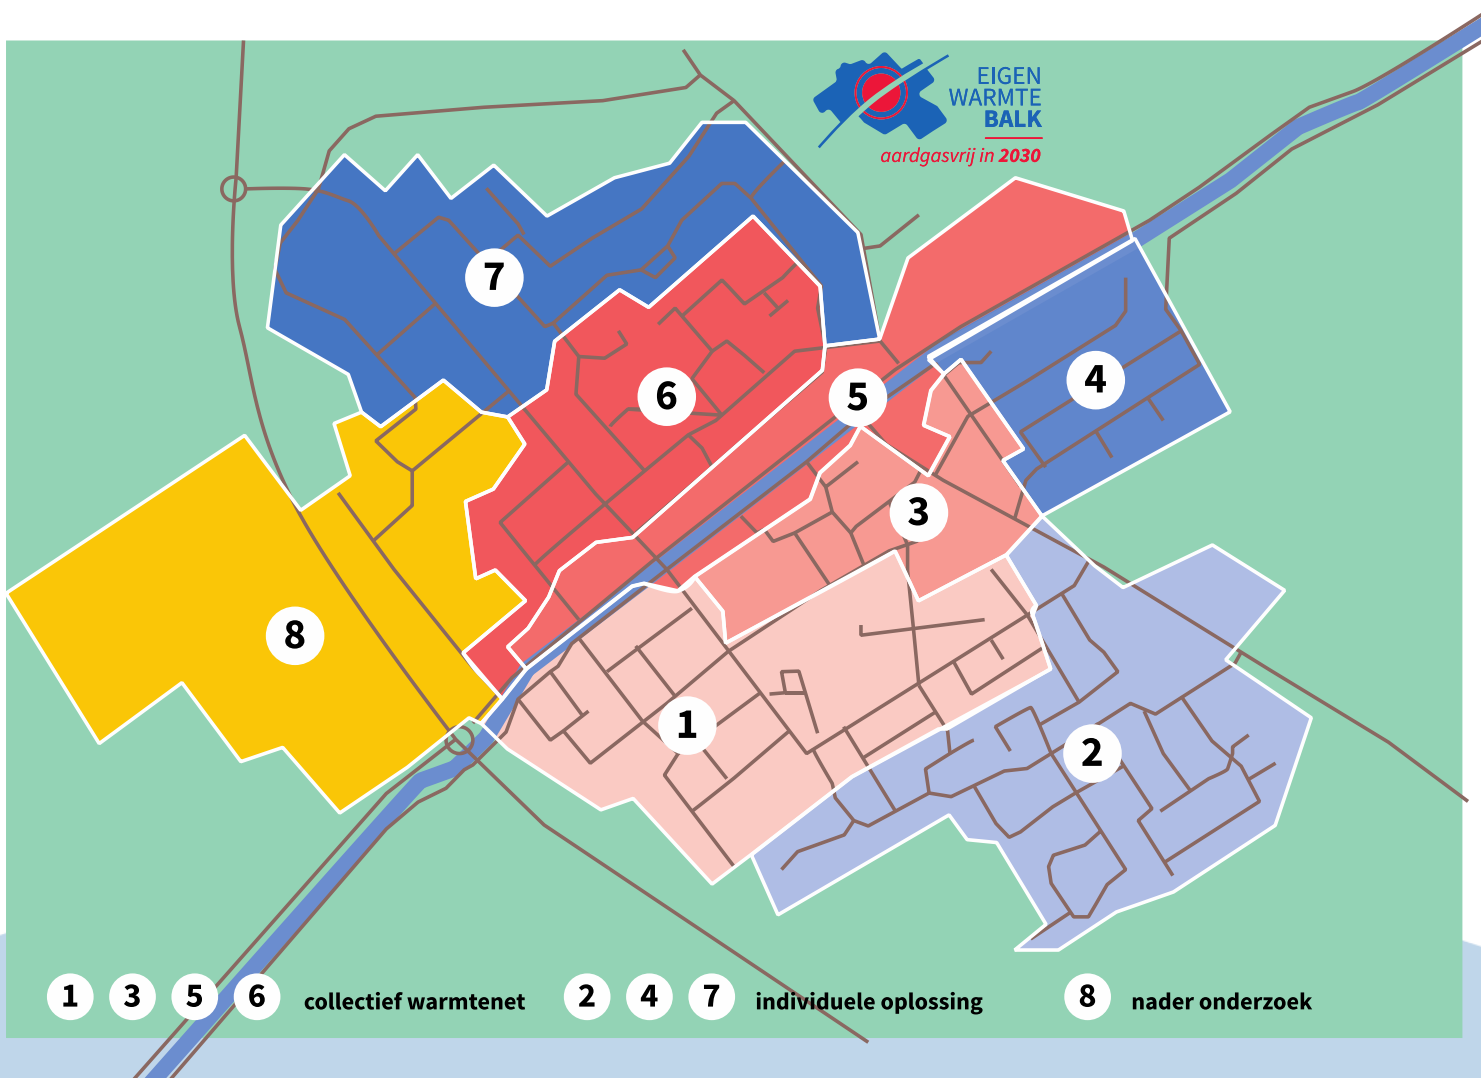 EIGEN
WARMTE
BALK
aardgasvrij in 2030
7
4
6
5
3
8
1
2
1 3 5 6 collectief warmtenet 2 4 7 individuele oplossing 8 nader onderzoek